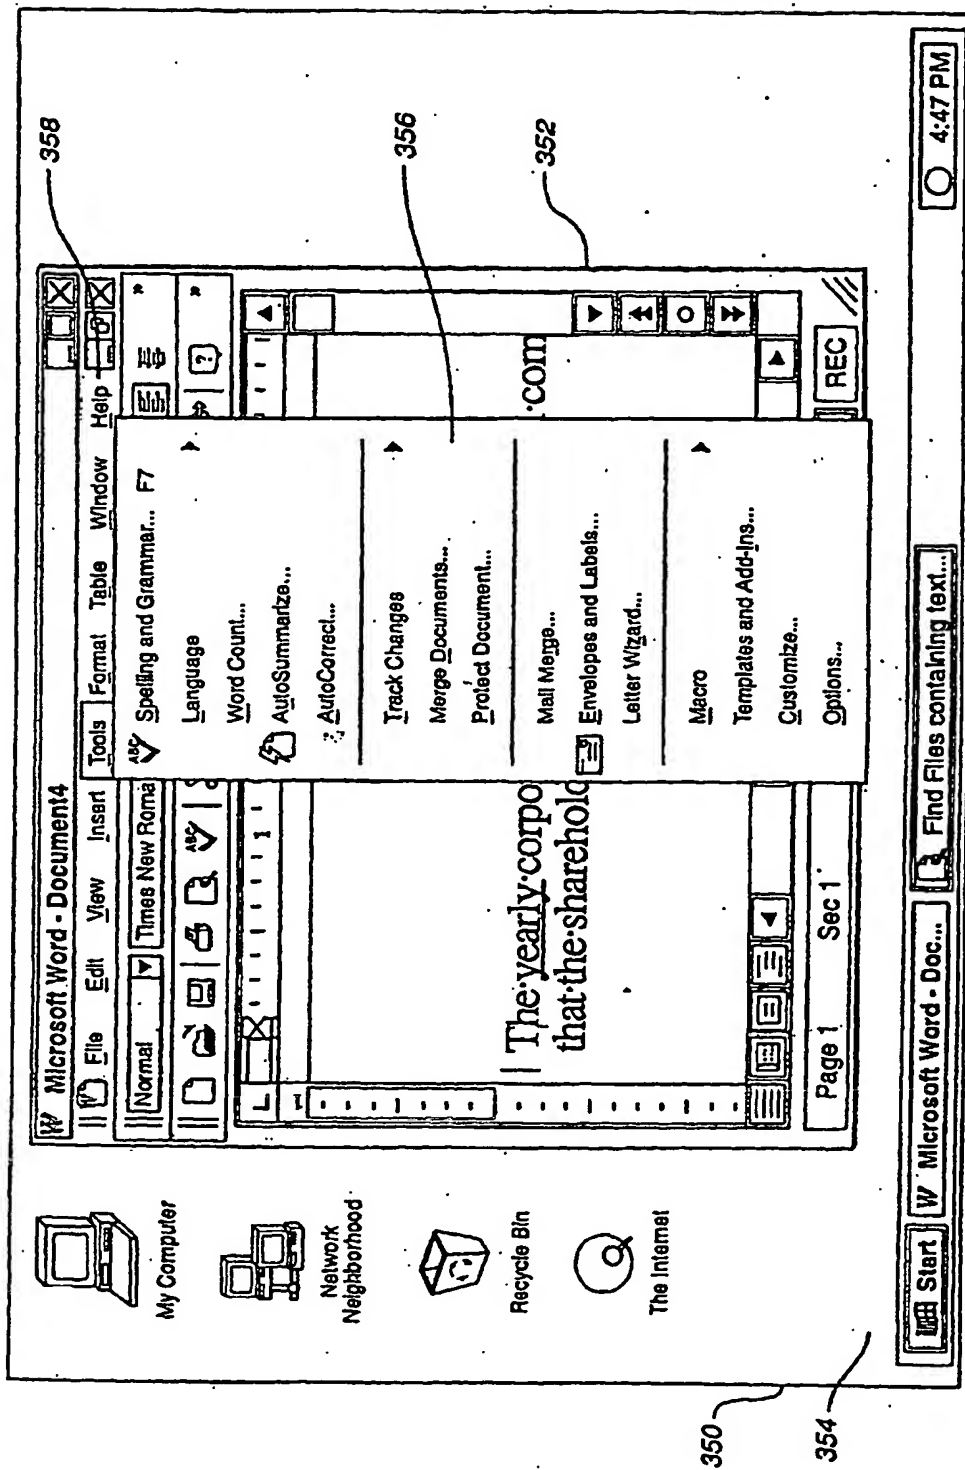 358
W Microsoft Word - Document4
File Edit View Insert Tools Format Table Window Help
Normal Times New Roma
ABC
Spelling and Grammar... F7
Language
Word Count...
AutoSummarize...
AutoCorrect...
Track Changes
Merge Documents...
Protect Document...
Mail Merge...
Envelopes and Labels...
Letter Wizard...
Macro
Templates and Add-Ins...
Customize...
Options...
356
352
The·yearly·corpo
·com
that·the·sharehold
Page 1 Sec 1 REC
My Computer
Network
Neighborhood
Recycle Bin
The Internet
Start
W Microsoft Word - Doc...
Find Files containing text...
4:47 PM
350
354